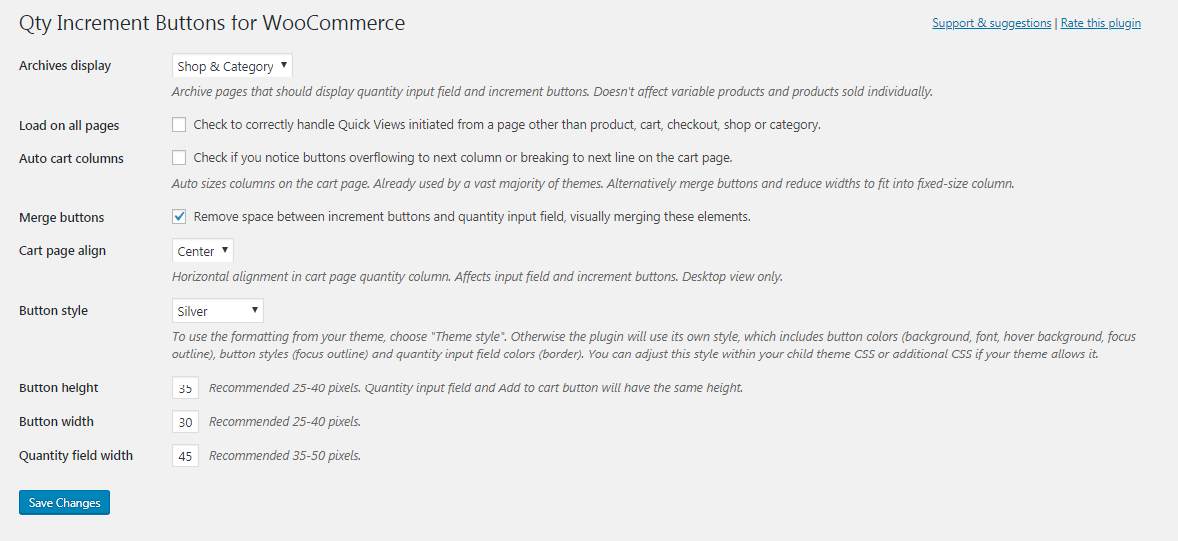 Qty Increment Buttons for WooCommerce
Support & suggestions | Rate this plugin
Archives display
Shop & Category
Archive pages that should display quantity input field and increment buttons. Doesn't affect variable products and products sold individually.
Load on all pages
Check to correctly handle Quick Views initiated from a page other than product, cart, checkout, shop or category.
Auto cart columns
Check if you notice buttons overflowing to next column or breaking to next line on the cart page.
Auto sizes columns on the cart page. Already used by a vast majority of themes. Alternatively merge buttons and reduce widths to fit into fixed-size column.
Merge buttons
Remove space between increment buttons and quantity input field, visually merging these elements.
Cart page align
Center
Horizontal alignment in cart page quantity column. Affects input field and increment buttons. Desktop view only.
Button style
Silver
To use the formatting from your theme, choose "Theme style". Otherwise the plugin will use its own style, which includes button colors (background, font, hover background, focus
outline), button styles (focus outline) and quantity input field colors (border). You can adjust this style within your child theme CSS or additional CSS if your theme allows it.
Button height
35
Recommended 25-40 pixels. Quantity input field and Add to cart button will have the same height.
Button width
30
Recommended 25-40 pixels.
Quantity field width
45
Recommended 35-50 pixels.
Save Changes